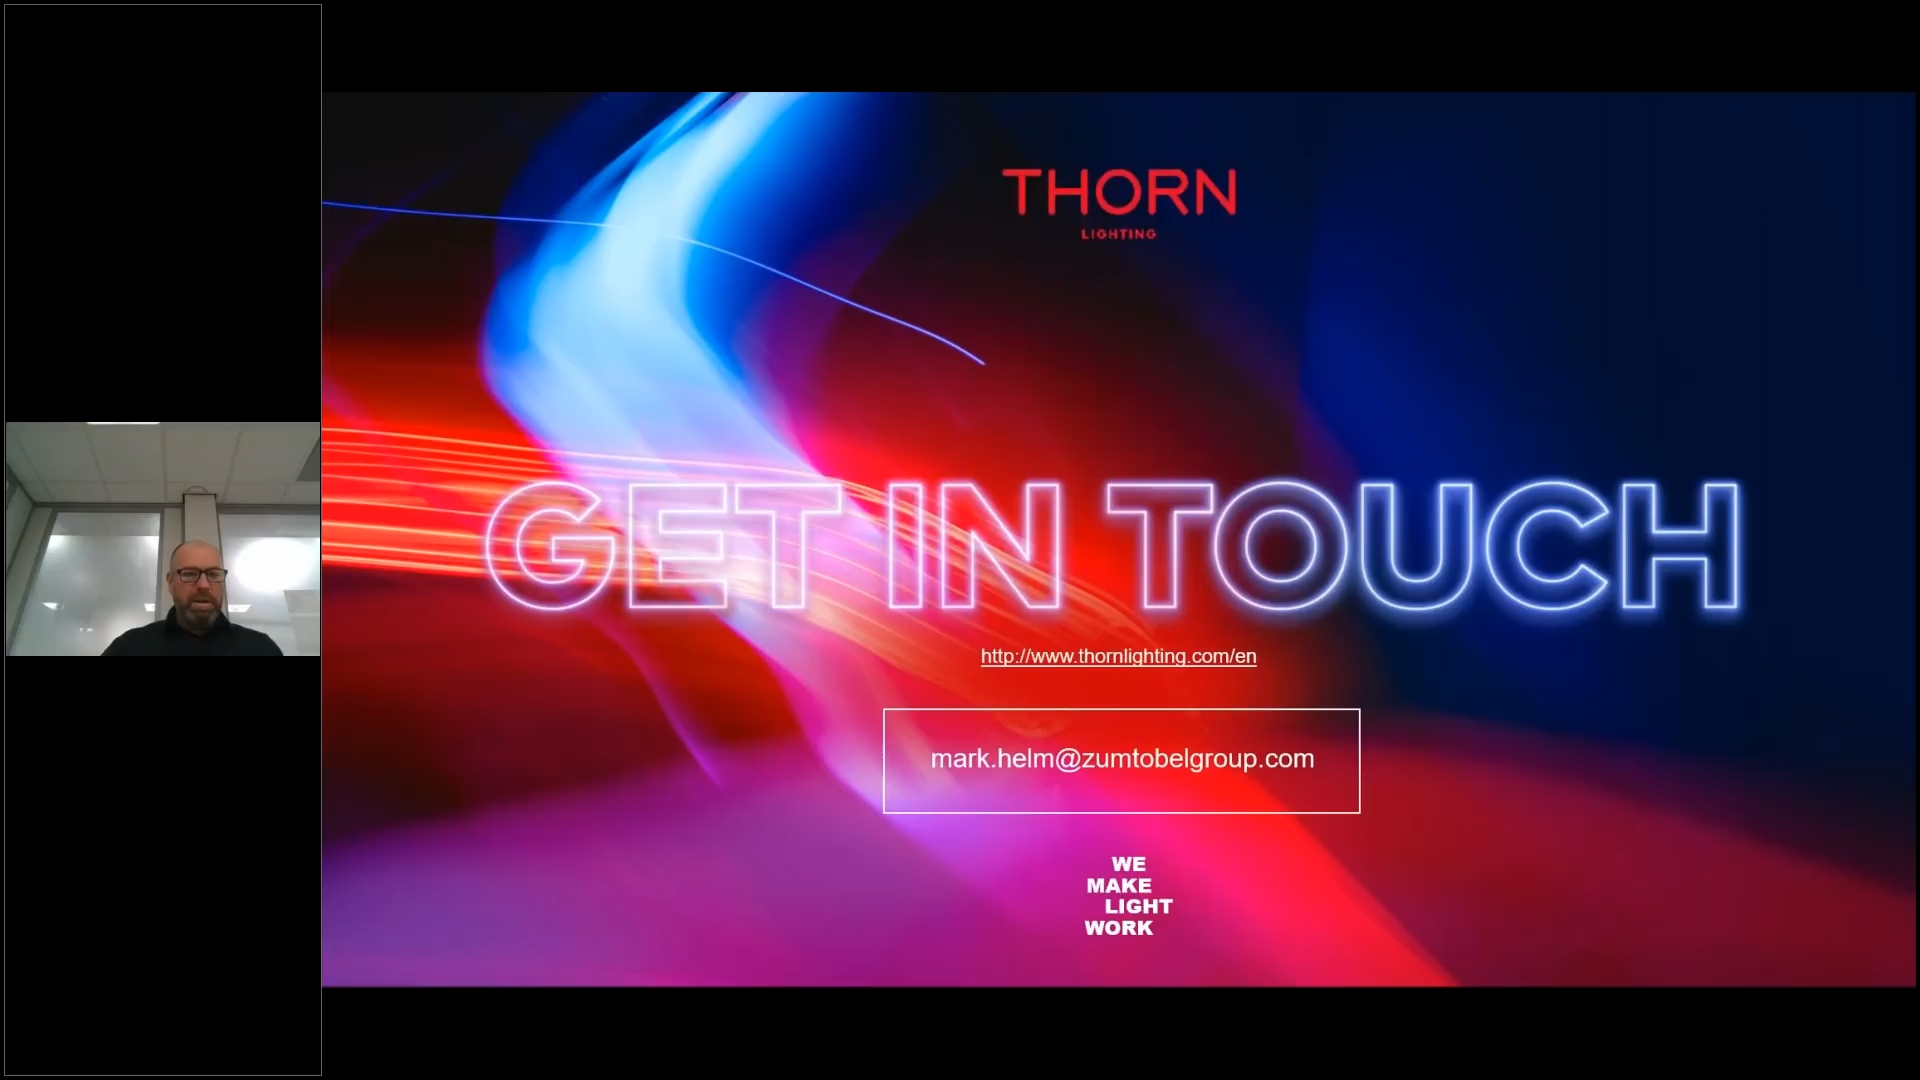 THORN
LIGHTING
GET IN TOUCH
http://www.thornlighting.com/en
mark.helm@zumtobelgroup.com
WE
MAKE
LIGHT
WORK